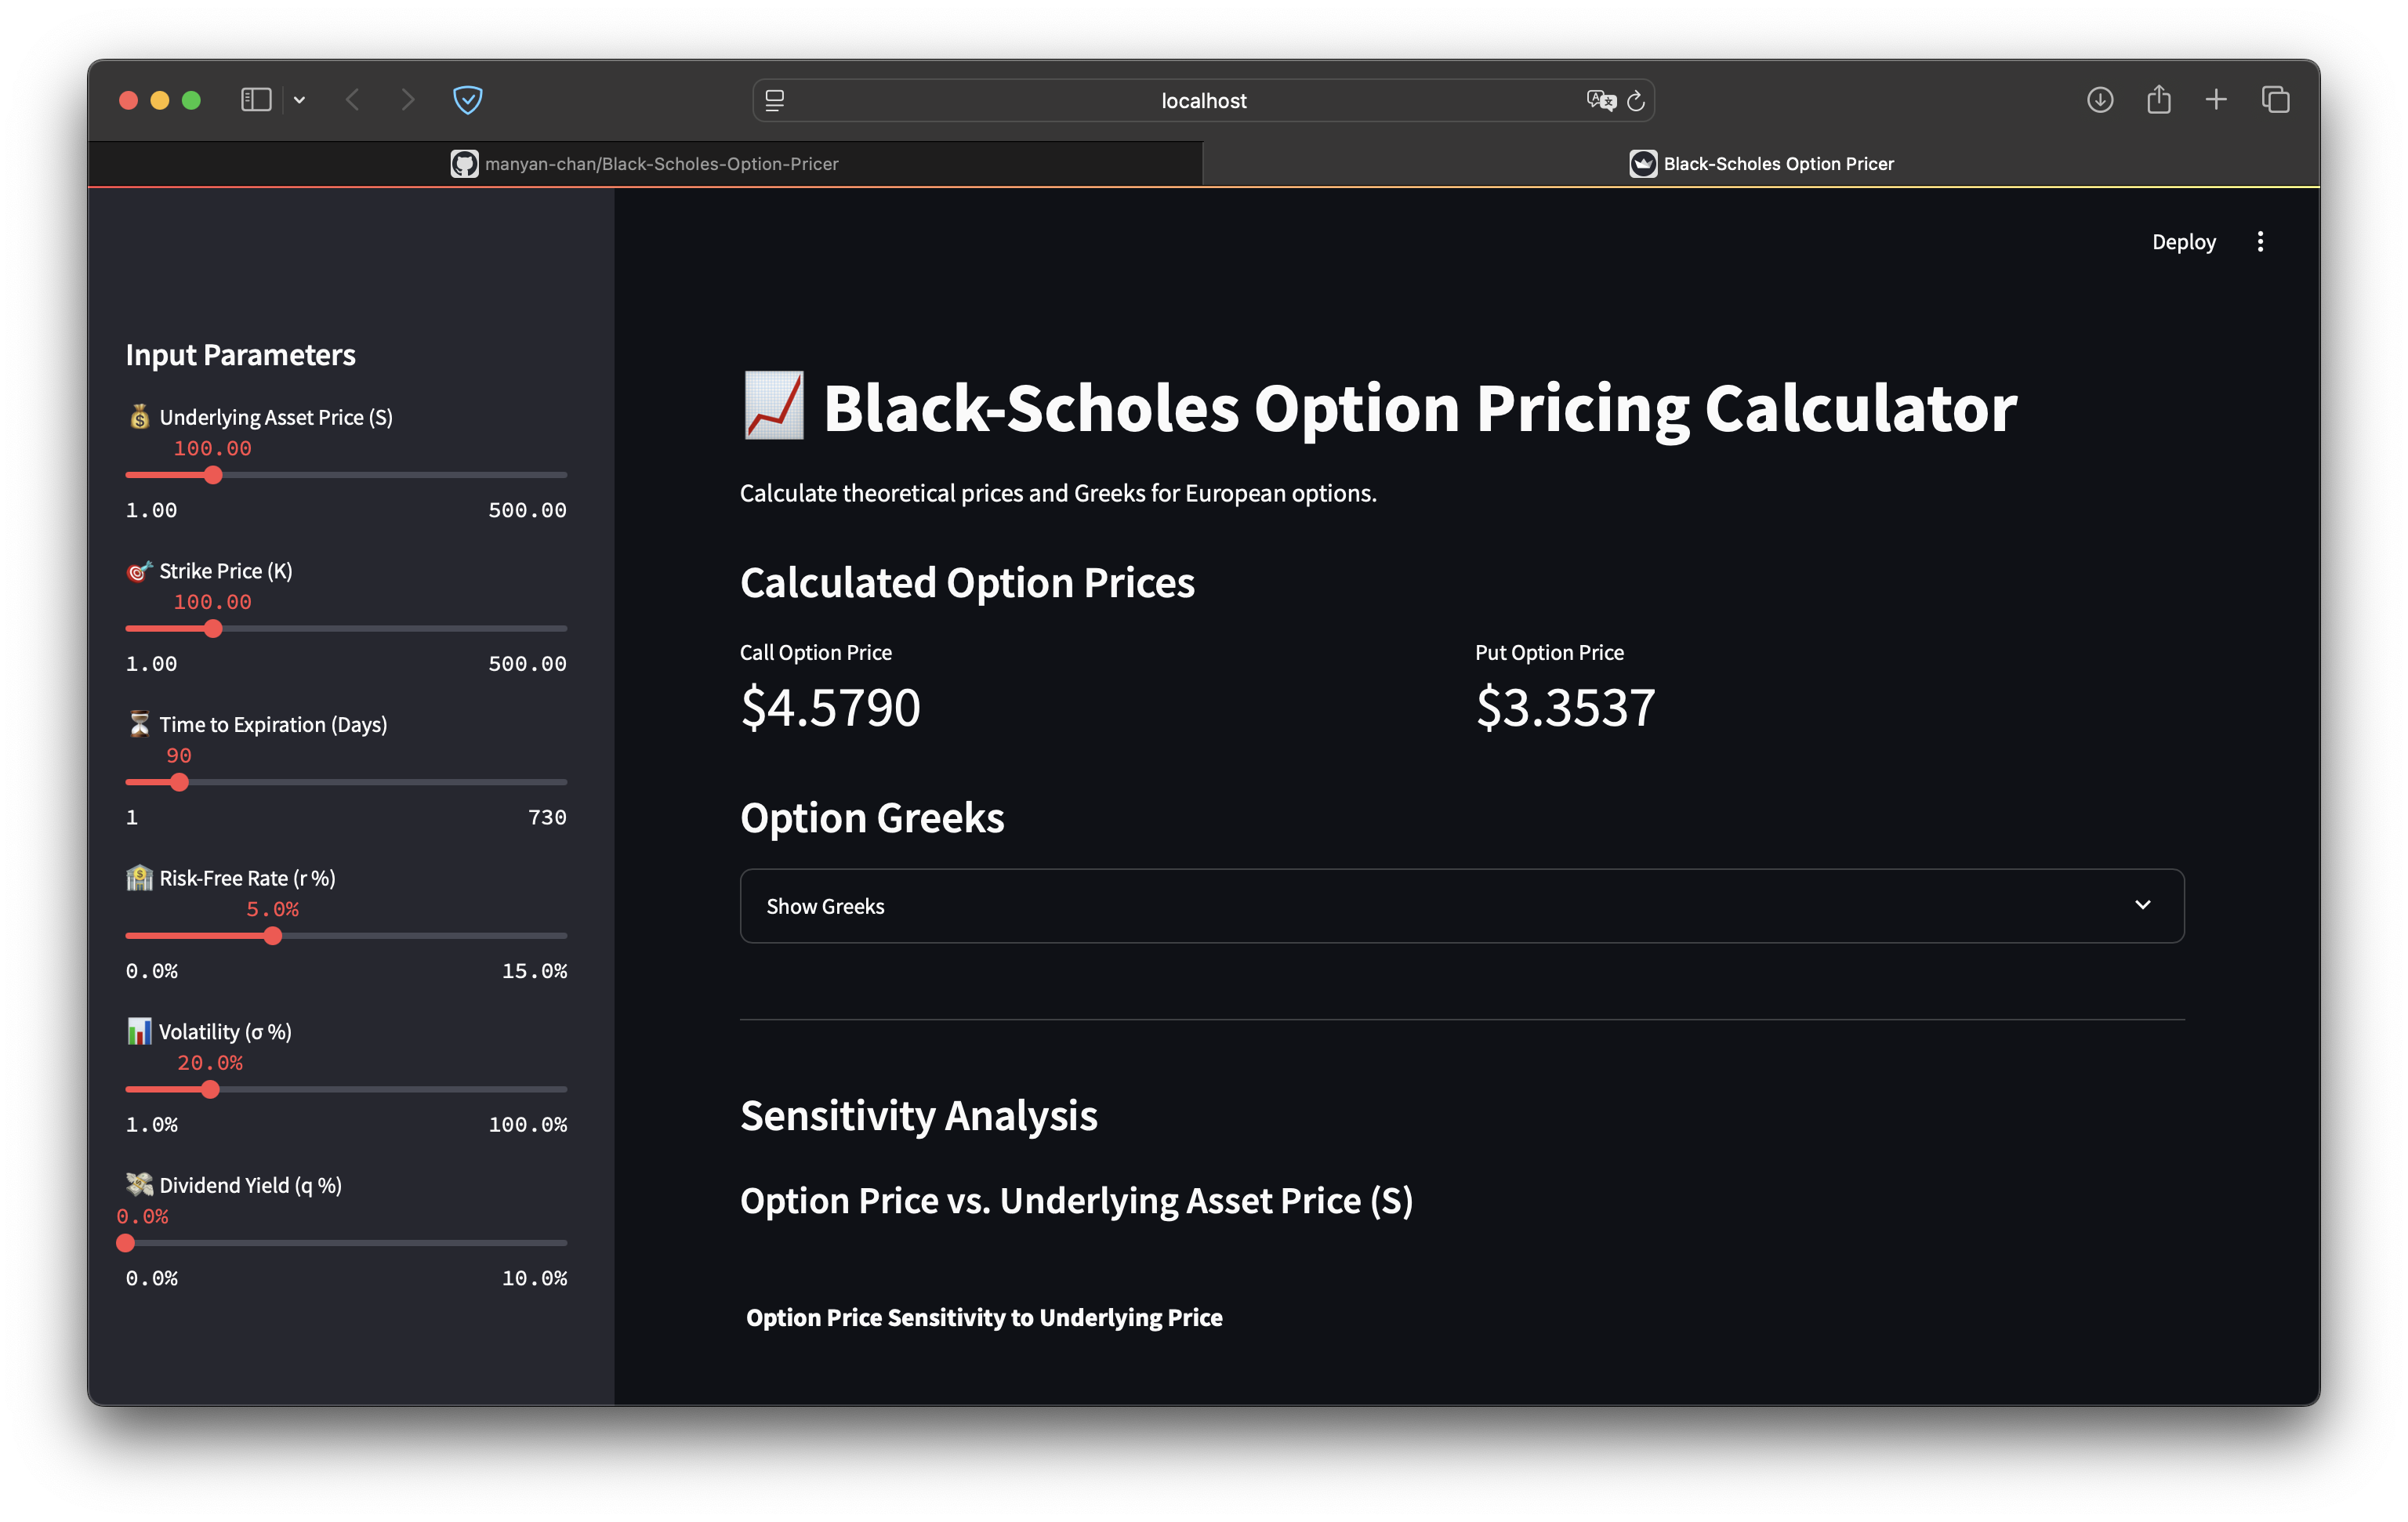 localhost
manyan-chan/Black-Scholes-Option-Pricer
Black-Scholes Option Pricer
Deploy
Input Parameters
Underlying Asset Price (S)
100.00
1.00 500.00
Strike Price (K)
100.00
1.00 500.00
Time to Expiration (Days)
90
1 730
Risk-Free Rate (r %)
5.0%
0.0% 15.0%
Volatility (σ %)
20.0%
1.0% 100.0%
Dividend Yield (q %)
0.0%
0.0% 10.0%
Black-Scholes Option Pricing Calculator
Calculate theoretical prices and Greeks for European options.
Calculated Option Prices
Call Option Price
$4.5790
Put Option Price
$3.3537
Option Greeks
Show Greeks
Sensitivity Analysis
Option Price vs. Underlying Asset Price (S)
Option Price Sensitivity to Underlying Price